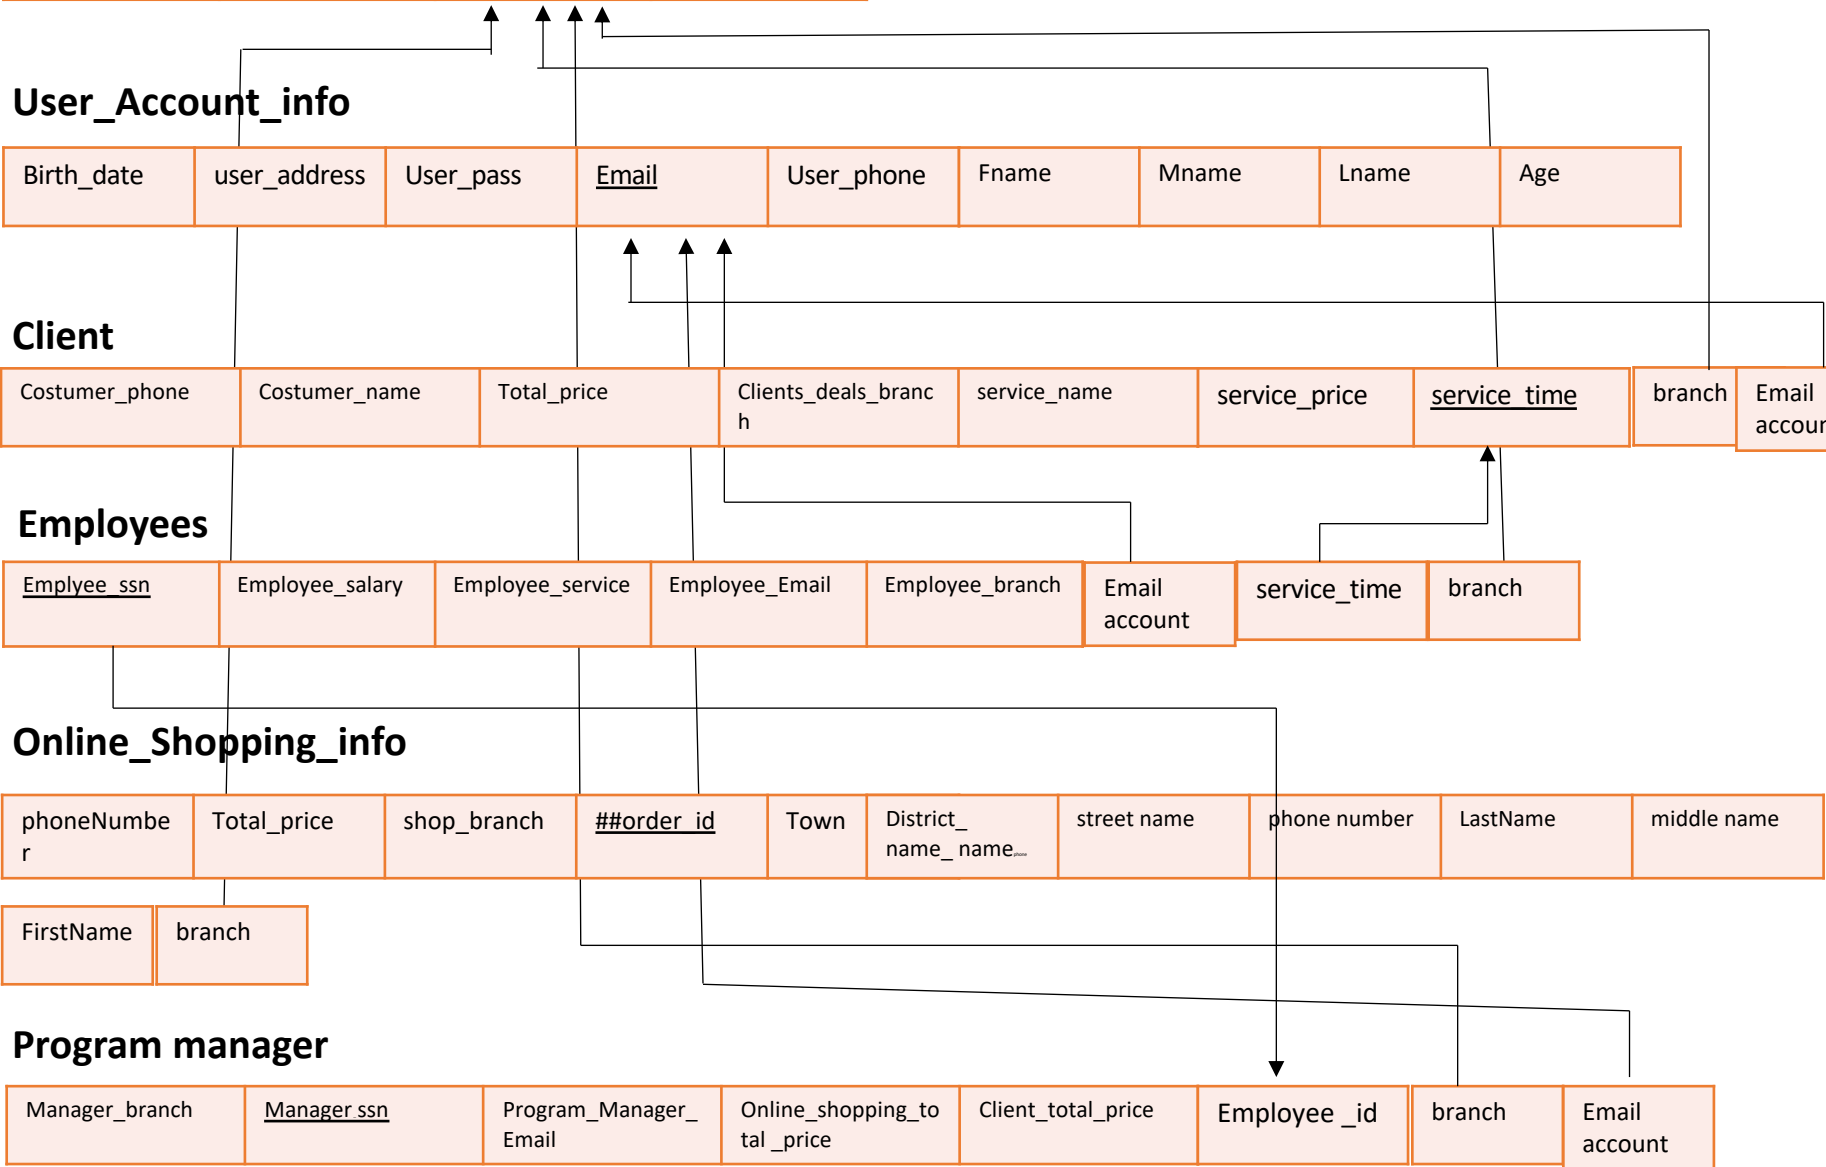 User_Account_info
Birth_date user_address User_pass Email User_phone Fname Mname Lname Age
Client
Costumer_phone Costumer_name Total_price Clients_deals_branc service_name service_price service_time branch Email
h
Employees
Emplyee_ssn Employee_salary Employee_service Employee_Email Employee_branch Email service_time branch
account
Online_Shopping_info
phoneNumbe Total_price shop_branch ##order_id Town District_ street name phone number LastName middle name
r name_ name
FirstName branch
Program manager
Manager_branch Manager_ssn Program_Manager_ Online_shopping_to Client_total_price Employee _id branch Email
Email tal _price account